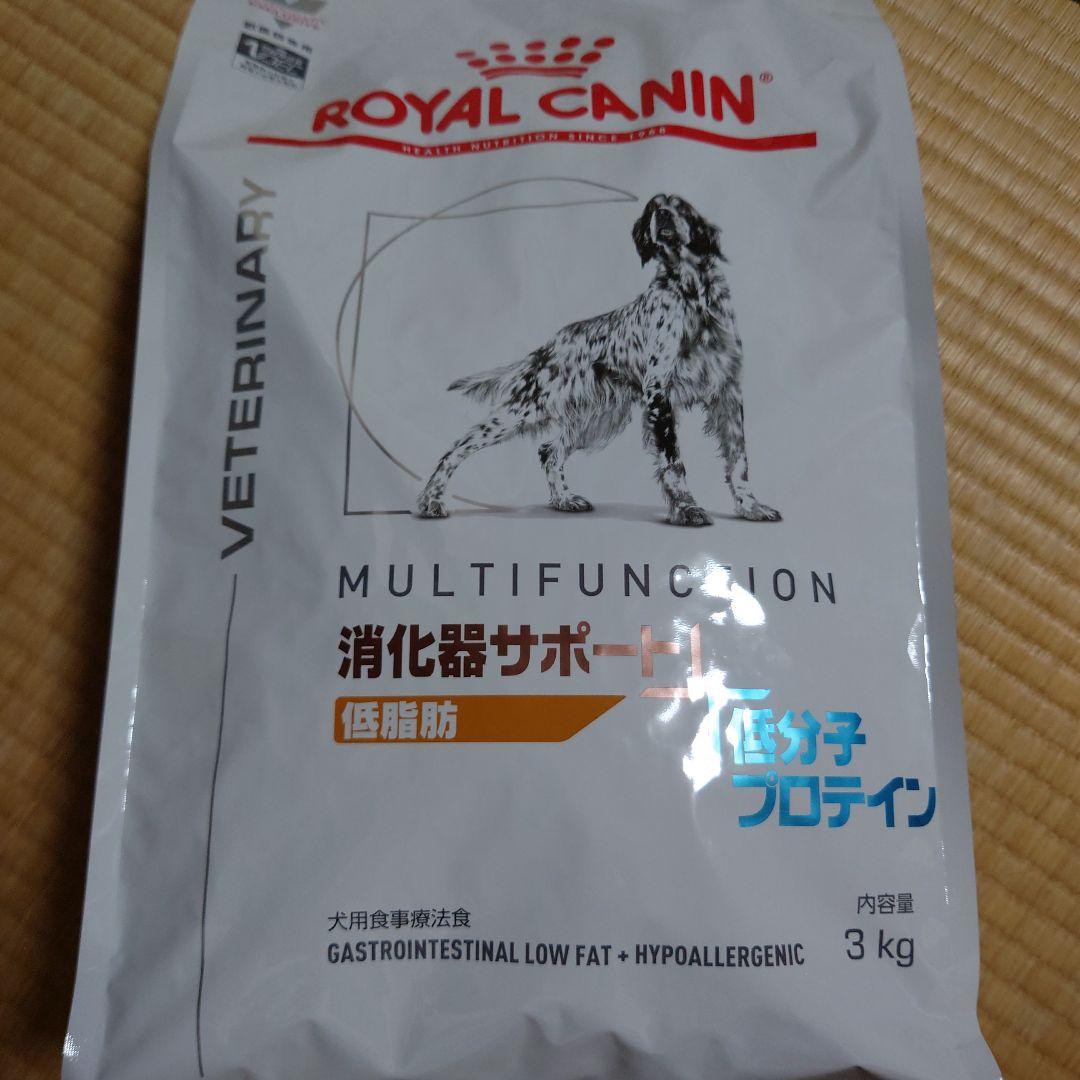 ROYAL CANIN®
HEALTH NUTRITION SINCE 1968
VETERINARY
MULTIFUNCTION
消化器サポート
低脂肪
低分子
プロテイン
犬用食事療法食
内容量
GASTROINTESTINAL LOW FAT + HYPOALLERGENIC
3 kg